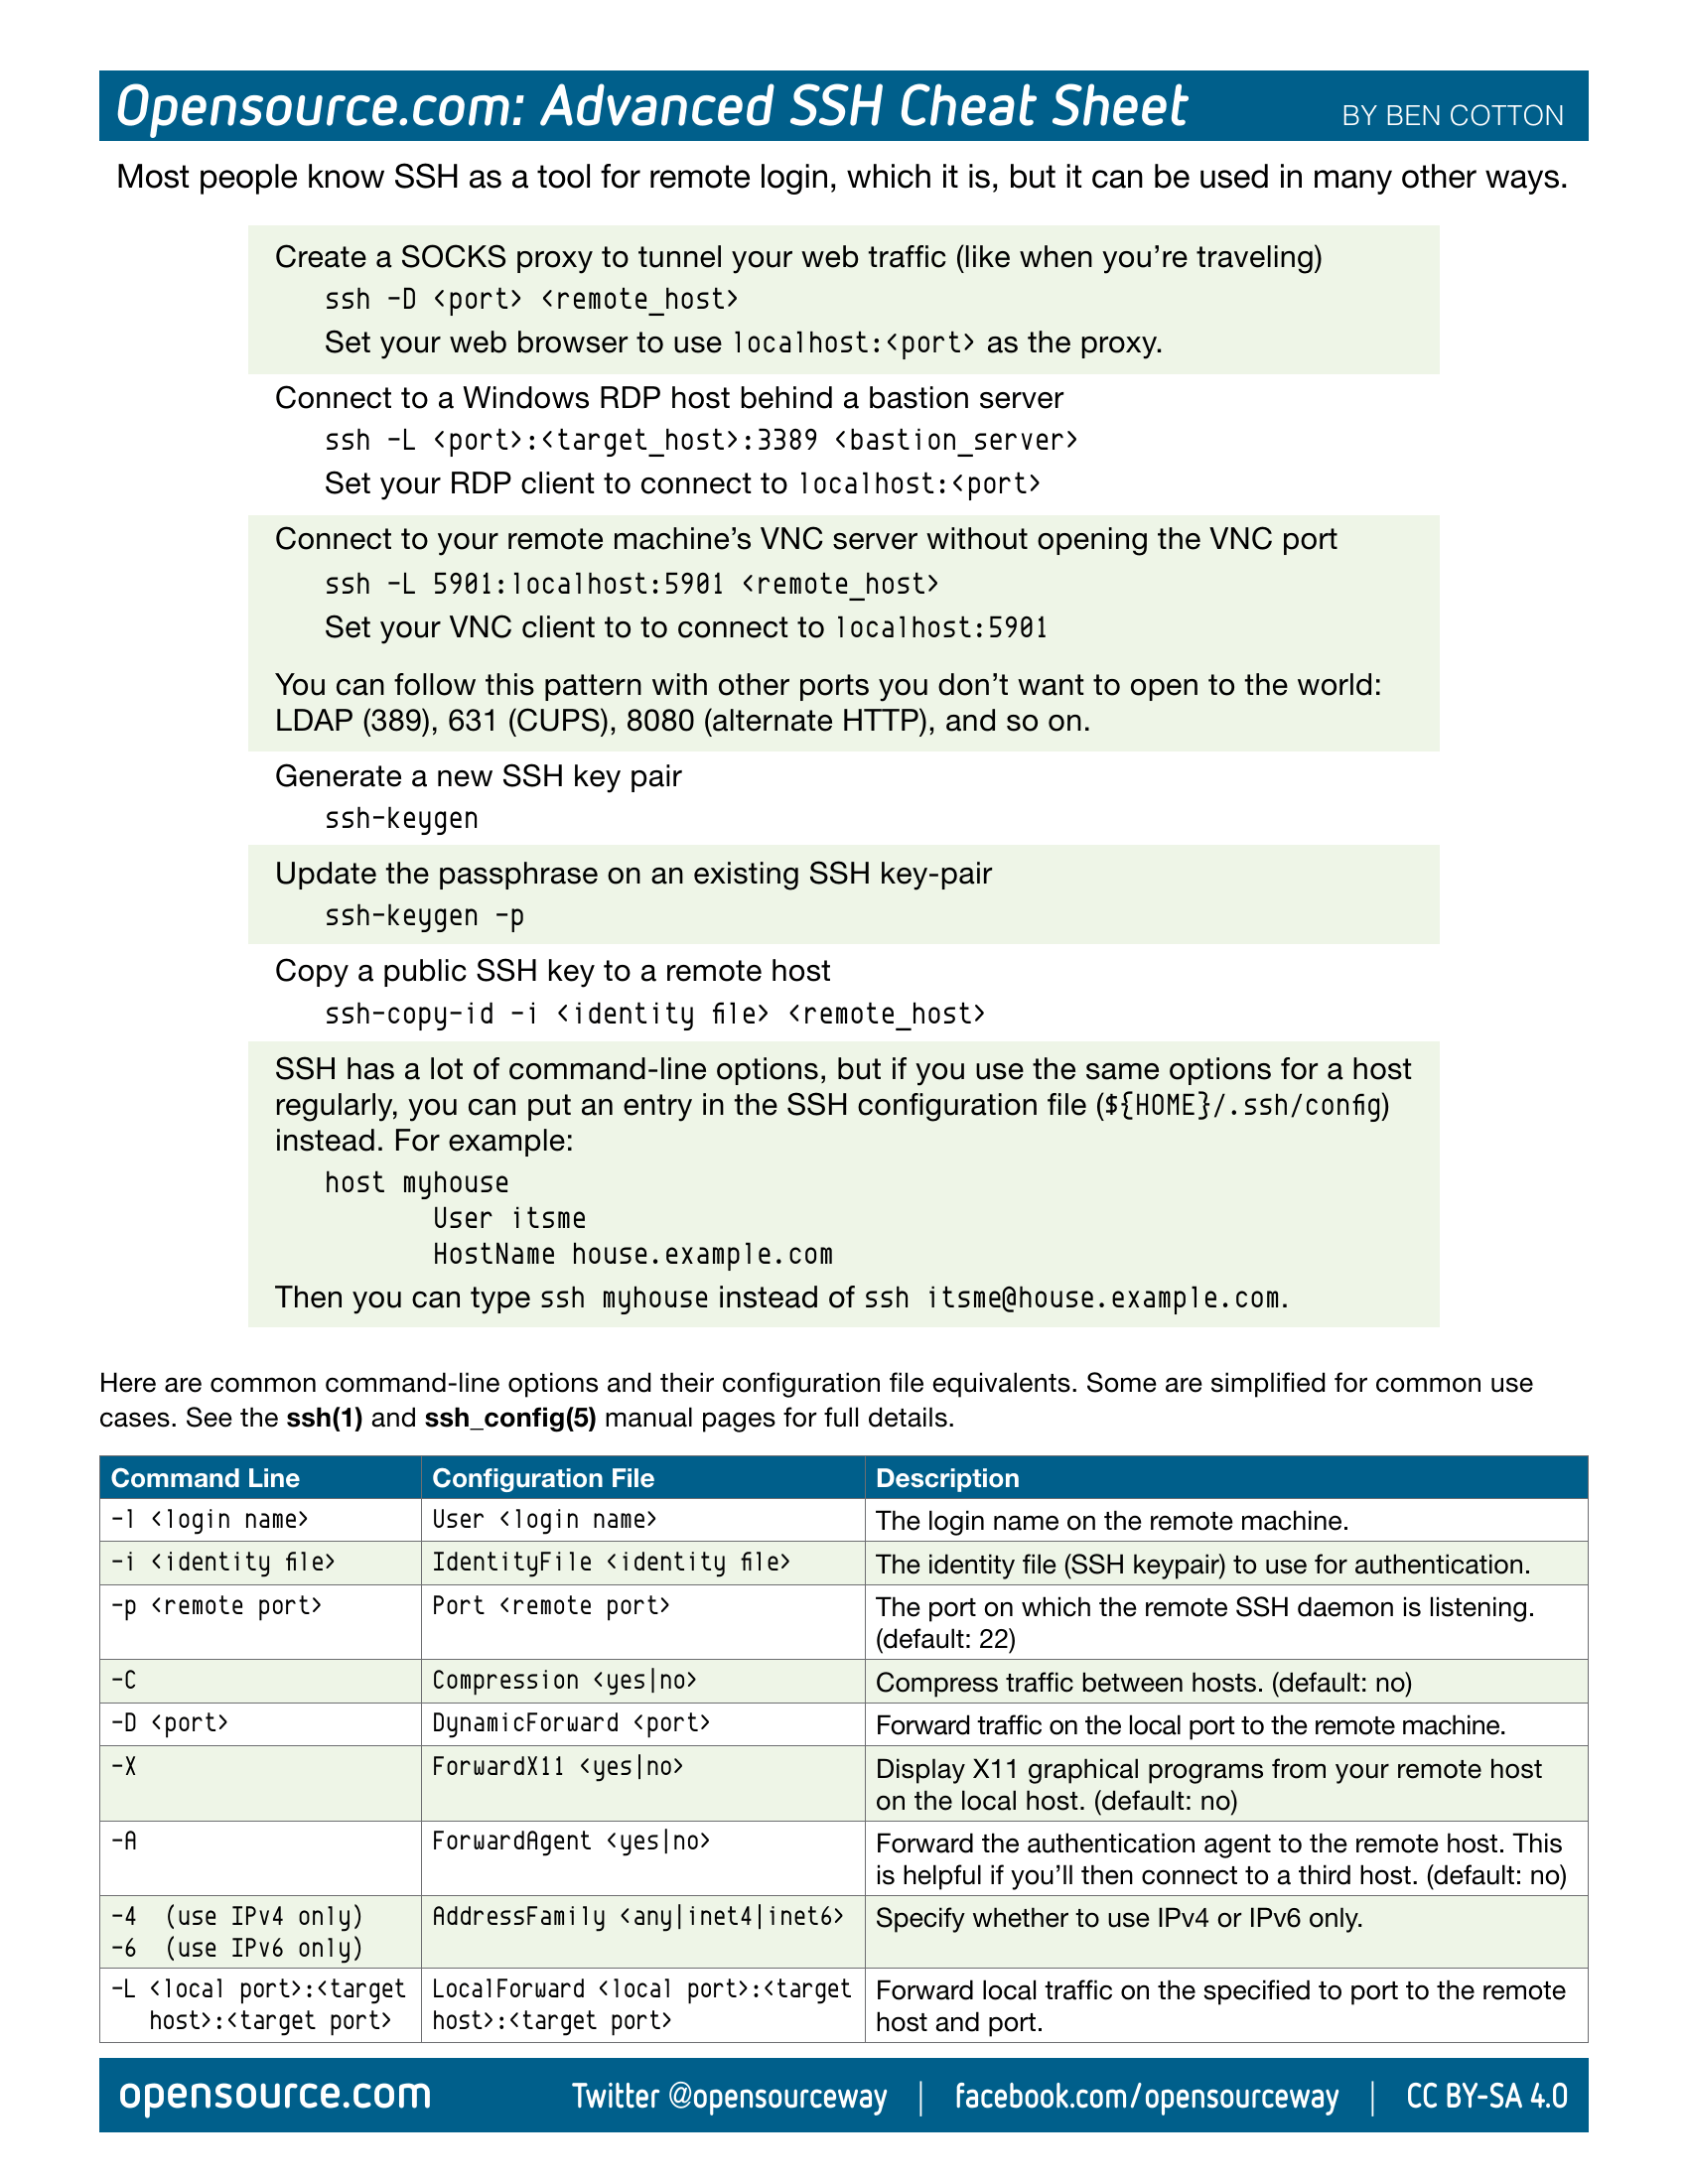 Opensource.com: Advanced SSH Cheat Sheet BY BEN COTTON
Most people know SSH as a tool for remote login, which it is, but it can be used in many other ways.
Create a SOCKS proxy to tunnel your web traffic (like when you’re traveling)
ssh -D <port> <remote_host>
Set your web browser to use localhost:<port> as the proxy.
Connect to a Windows RDP host behind a bastion server
ssh -L <port>:<target_host>:3389 <bastion_server>
Set your RDP client to connect to localhost:<port>
Connect to your remote machine’s VNC server without opening the VNC port
ssh -L 5901:localhost:5901 <remote_host>
Set your VNC client to to connect to localhost:5901
You can follow this pattern with other ports you don’t want to open to the world:
LDAP (389), 631 (CUPS), 8080 (alternate HTTP), and so on.
Generate a new SSH key pair
ssh-keygen
Update the passphrase on an existing SSH key-pair
ssh-keygen -p
Copy a public SSH key to a remote host
ssh-copy-id -i <identity file> <remote_host>
SSH has a lot of command-line options, but if you use the same options for a host
regularly, you can put an entry in the SSH configuration file (${HOME}/.ssh/config)
instead. For example:
host myhouse
User itsme
HostName house.example.com
Then you can type ssh myhouse instead of ssh itsme@house.example.com.
Here are common command-line options and their configuration file equivalents. Some are simplified for common use
cases. See the ssh(1) and ssh_config(5) manual pages for full details.
Command Line Configuration File Description
-l <login name> User <login name> The login name on the remote machine.
-i <identity file> IdentityFile <identity file> The identity file (SSH keypair) to use for authentication.
-p <remote port> Port <remote port> The port on which the remote SSH daemon is listening.
(default: 22)
-C Compression <yes|no> Compress traffic between hosts. (default: no)
-D <port> DynamicForward <port> Forward traffic on the local port to the remote machine.
-X ForwardX11 <yes|no> Display X11 graphical programs from your remote host
on the local host. (default: no)
-A ForwardAgent <yes|no> Forward the authentication agent to the remote host. This
is helpful if you’ll then connect to a third host. (default: no)
-4 (use IPv4 only) AddressFamily <any|inet4|inet6> Specify whether to use IPv4 or IPv6 only.
-6 (use IPv6 only)
-L <local port>:<target LocalForward <local port>:<target Forward local traffic on the specified to port to the remote
host>:<target port> host>:<target port> host and port.
opensource.com Twitter @opensourceway | facebook.com/opensourceway | CC BY-SA 4.0